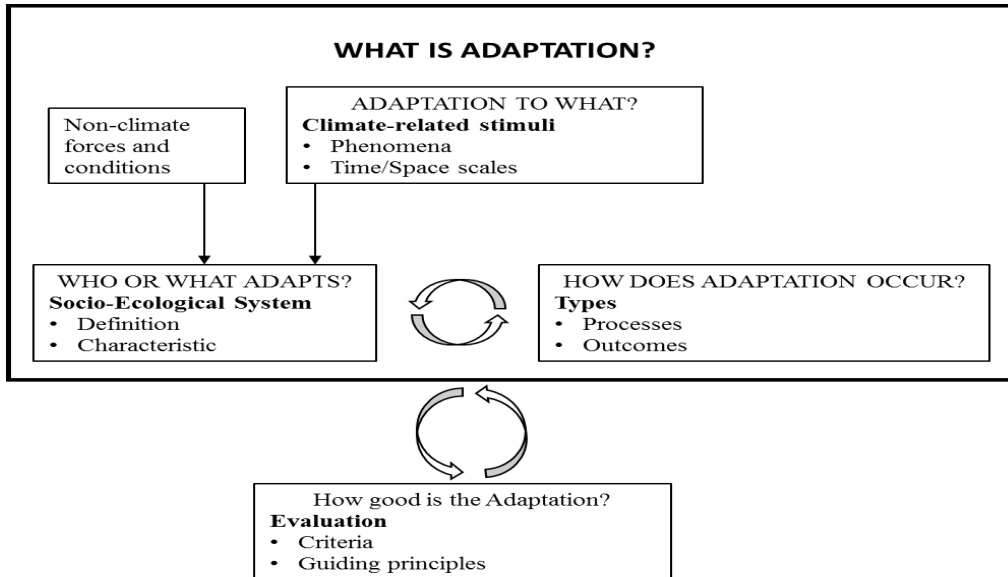 WHAT IS ADAPTATION?
Non-climate
forces and
conditions
ADAPTATION TO WHAT?
Climate-related stimuli
• Phenomena
• Time/Space scales
WHO OR WHAT ADAPTS?
Socio-Ecological System
• Definition
• Characteristic
HOW DOES ADAPTATION OCCUR?
Types
• Processes
• Outcomes
How good is the Adaptation?
Evaluation
• Criteria
• Guiding principles